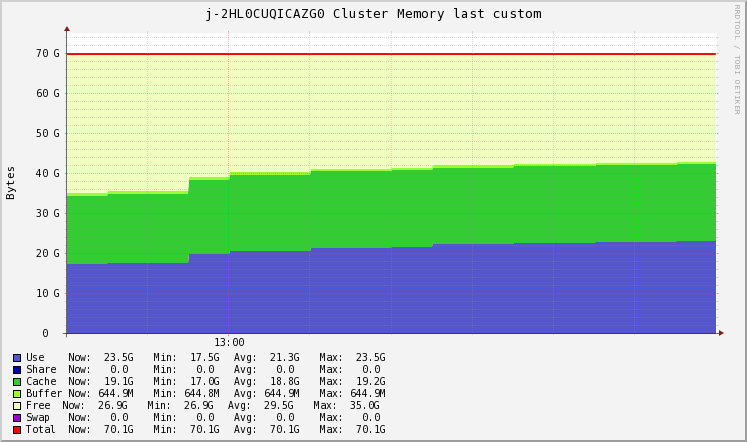 j-2HL0CUQICAZG0 Cluster Memory last custom
RRDTOOL / TOBI OETIKER
Bytes
70 G
60 G
50 G
40 G
30 G
20 G
10 G
0
13:00
Use Now: 23.5G Min: 17.5G Avg: 21.3G Max: 23.5G
Share Now: 0.0 Min: 0.0 Avg: 0.0 Max: 0.0
Cache Now: 19.1G Min: 17.0G Avg: 18.8G Max: 19.2G
Buffer Now: 644.9M Min: 644.8M Avg: 644.9M Max: 644.9M
Free Now: 26.9G Min: 26.9G Avg: 29.5G Max: 35.0G
Swap Now: 0.0 Min: 0.0 Avg: 0.0 Max: 0.0
Total Now: 70.1G Min: 70.1G Avg: 70.1G Max: 70.1G